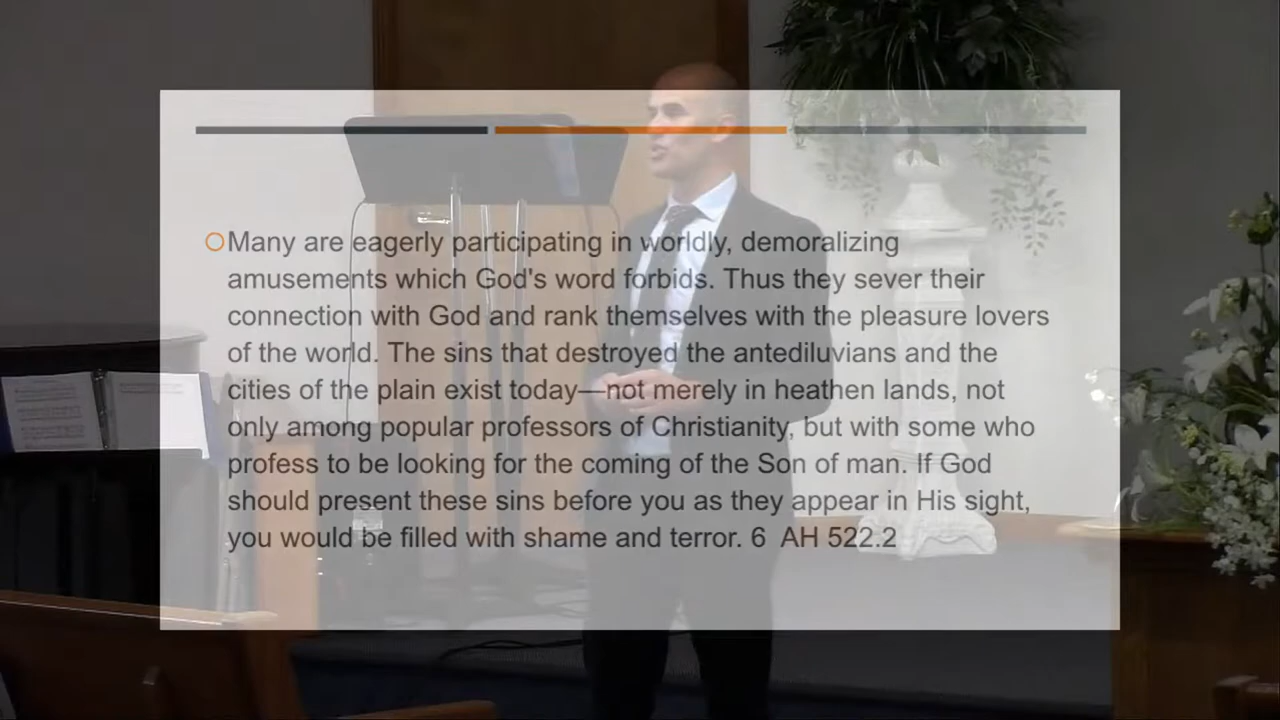 Many are eagerly participating in worldly, demoralizing
amusements which God's word forbids. Thus they sever their
connection with God and rank themselves with the pleasure lovers
of the world. The sins that destroyed the antediluvians and the
cities of the plain exist today—not merely in heathen lands, not
only among popular professors of Christianity, but with some who
profess to be looking for the coming of the Son of man. If God
should present these sins before you as they appear in His sight,
you would be filled with shame and terror. 6  AH 522.2